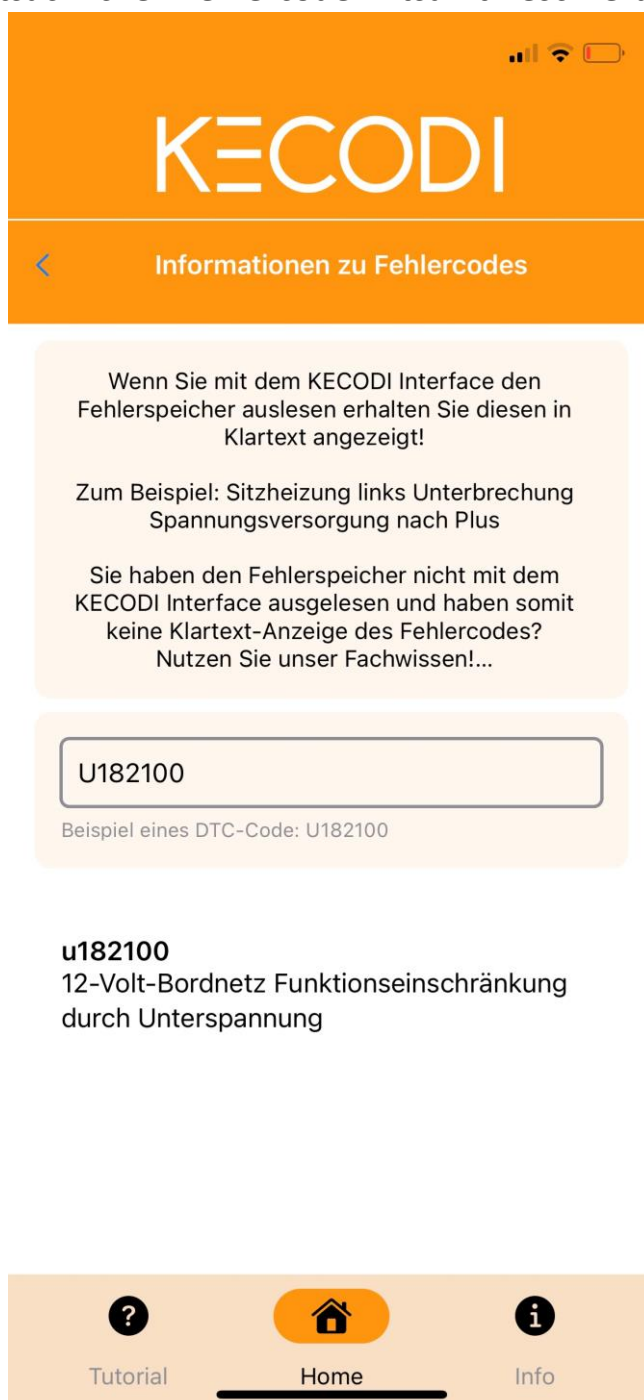 KECODI
Informationen zu Fehlercodes
Wenn Sie mit dem KECODI Interface den
Fehlerspeicher auslesen erhalten Sie diesen in
Klartext angezeigt!
Zum Beispiel: Sitzheizung links Unterbrechung
Spannungsversorgung nach Plus
Sie haben den Fehlerspeicher nicht mit dem
KECODI Interface ausgelesen und haben somit
keine Klartext-Anzeige des Fehlercodes?
Nutzen Sie unser Fachwissen!...
U182100
Beispiel eines DTC-Code: U182100
u182100
12-Volt-Bordnetz Funktionseinschränkung
durch Unterspannung
Tutorial
Home
Info